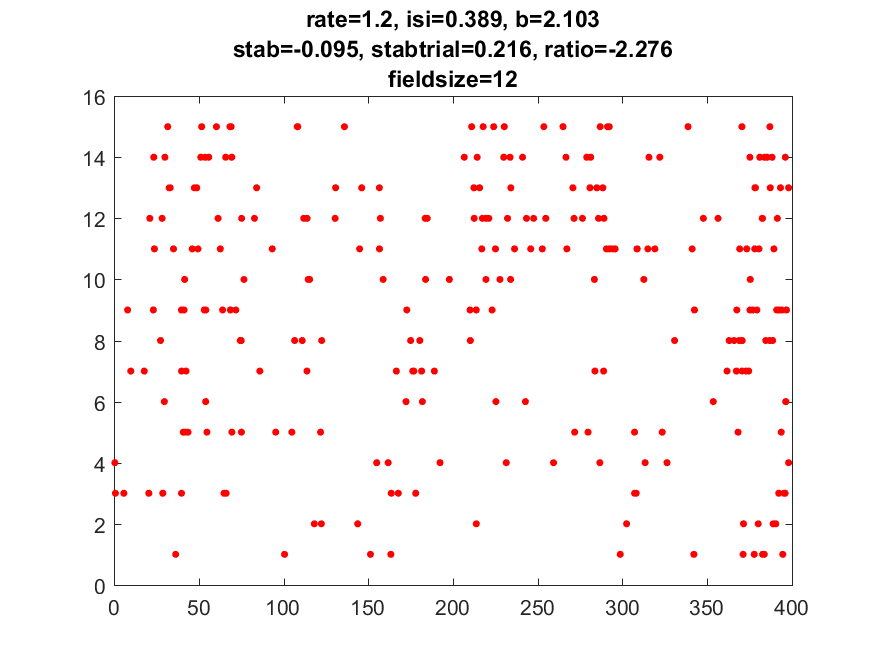 rate=1.2, isi=0.389, b=2.103
stab=-0.095, stabtrial=0.216, ratio=-2.276
fieldsize=12
16
14
12
10
8
6
4
2
0
0 50 100 150 200 250 300 350 400